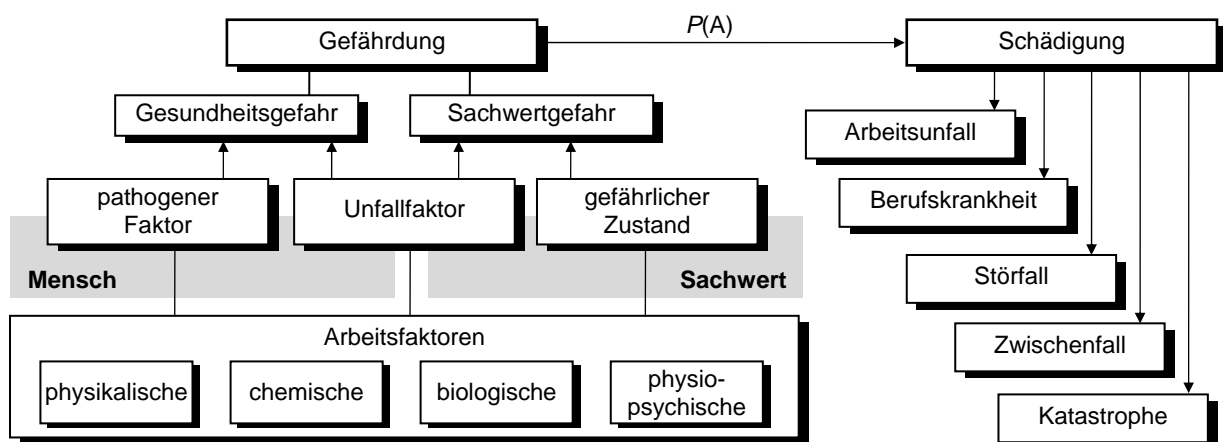 Gefährdung
P(A)
Schädigung
Gesundheitsgefahr
Sachwertgefahr
Arbeitsunfall
pathogener
Faktor
Unfallfaktor
gefährlicher
Zustand
Berufskrankheit
Mensch
Sachwert
Störfall
Arbeitsfaktoren
Zwischenfall
physikalische
chemische
biologische
physio-
psychische
Katastrophe